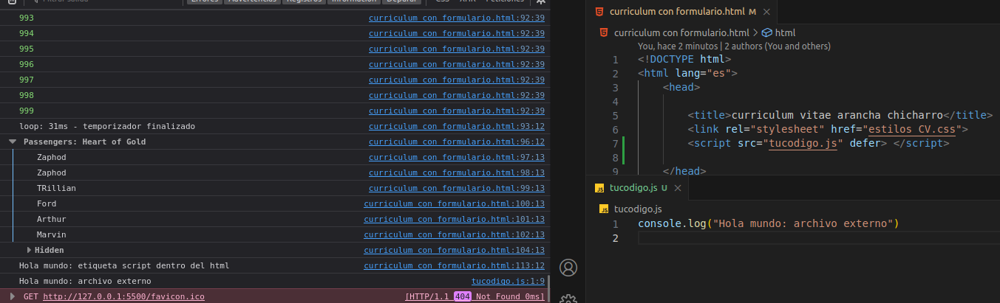 Filtrar salida
Errores Advertencias Registros Información Depurar CSS XHR Peticiones
993 curriculum con formulario.html:92:39
994 curriculum con formulario.html:92:39
995 curriculum con formulario.html:92:39
996 curriculum con formulario.html:92:39
997 curriculum con formulario.html:92:39
998 curriculum con formulario.html:92:39
999 curriculum con formulario.html:92:39
loop: 31ms - temporizador finalizado curriculum con formulario.html:93:12
Passengers: Heart of Gold curriculum con formulario.html:96:12
Zaphod curriculum con formulario.html:97:13
Zaphod curriculum con formulario.html:98:13
TRillian curriculum con formulario.html:99:13
Ford curriculum con formulario.html:100:13
Arthur curriculum con formulario.html:101:13
Marvin curriculum con formulario.html:102:13
Hidden curriculum con formulario.html:104:13
Hola mundo: etiqueta script dentro del html curriculum con formulario.html:113:12
Hola mundo: archivo externo tucodigo.js:1:9
GET http://127.0.0.1:5500/favicon.ico [HTTP/1.1 404 Not Found 0ms]
curriculum con formulario.html M
curriculum con formulario.html > html
You, hace 2 minutos | 2 authors (You and others)
1 <!DOCTYPE html>
2 <html lang="es">
3 <head>
4
5 <title>curriculum vitae arancha chicharro</title>
6 <link rel="stylesheet" href="estilos CV.css">
7 <script src="tucodigo.js" defer> </script>
8
9 </head>
JS tucodigo.js U
JS tucodigo.js
1 console.log("Hola mundo: archivo externo")
2